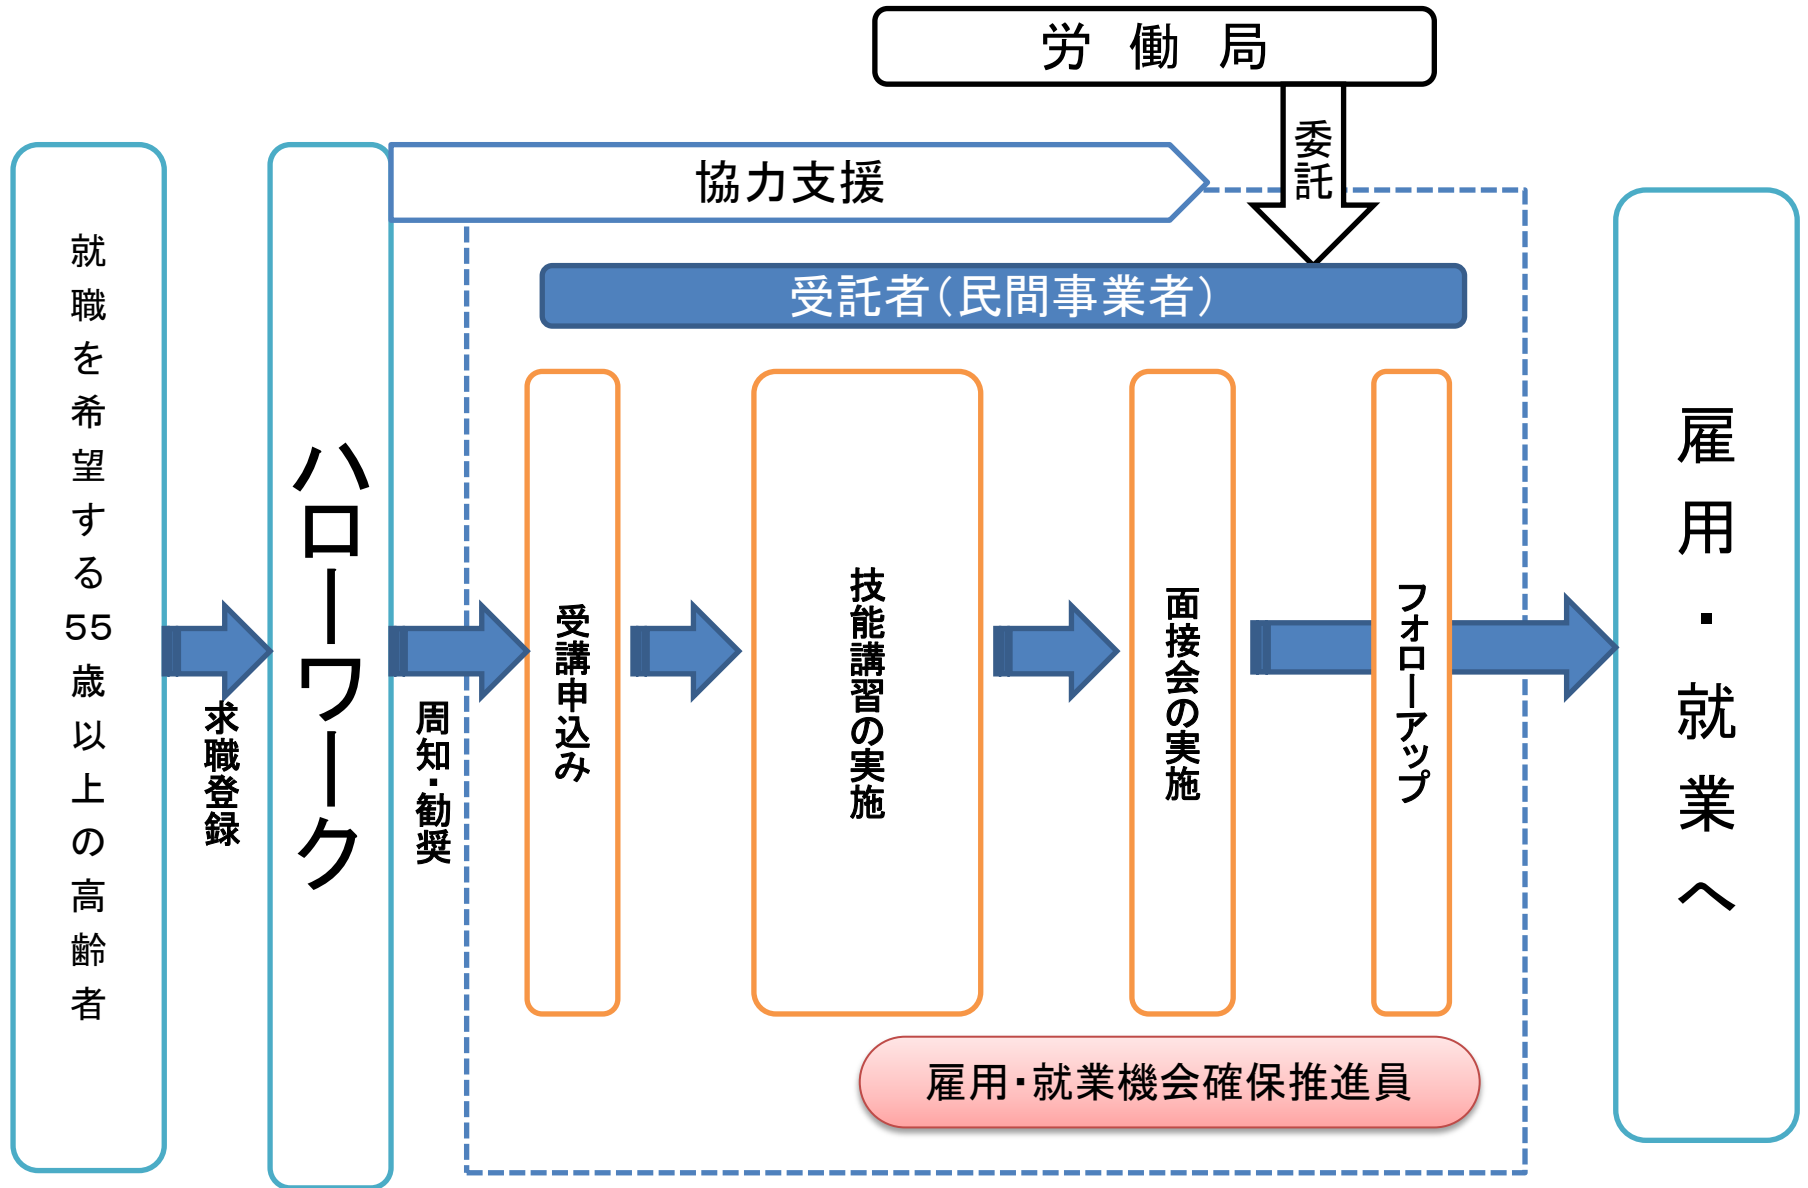 労　働　局
委託
協力支援
受託者（民間事業者）
就職を希望する55歳以上の高齢者
求職登録
ハローワーク
周知・勧奨
受講申込み
技能講習の実施
面接会の実施
フォローアップ
雇用・就業へ
雇用・就業機会確保推進員